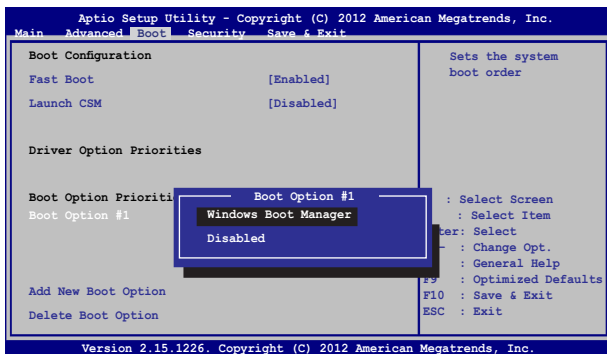 Aptio Setup Utility - Copyright (C) 2012 American Megatrends, Inc.
Main Advanced Boot Security Save & Exit
Boot Configuration
Fast Boot [Enabled]
Launch CSM [Disabled]
Driver Option Priorities
Boot Option Prioriti
Boot Option #1
Boot Option #1
Windows Boot Manager
Disabled
Add New Boot Option
Delete Boot Option
Sets the system
boot order
: Select Screen
: Select Item
ter: Select
: Change Opt.
: General Help
F9 : Optimized Defaults
F10 : Save & Exit
ESC : Exit
Version 2.15.1226. Copyright (C) 2012 American Megatrends, Inc.